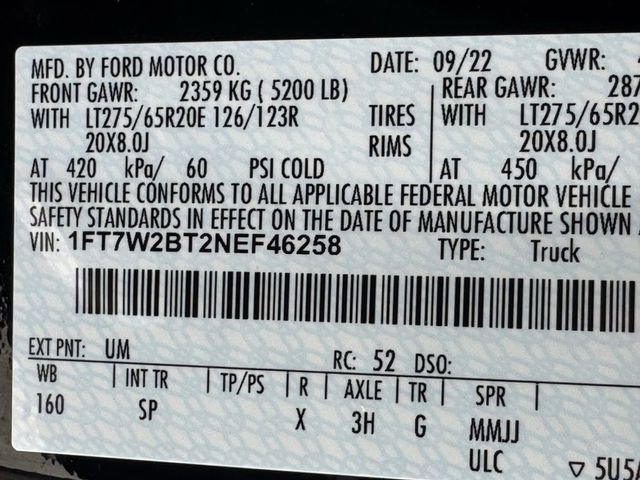 MFD. BY FORD MOTOR CO. DATE: 09/22 GVWR:
FRONT GAWR: 2359 KG ( 5200 LB) REAR GAWR: 287
WITH LT275/65R20E 126/123R TIRES WITH LT275/65R2
20X8.0J RIMS 20X8.0J
AT 420 kPa/ 60 PSI COLD AT 450 kPa/
THIS VEHICLE CONFORMS TO ALL APPLICABLE FEDERAL MOTOR VEHICLE
SAFETY STANDARDS IN EFFECT ON THE DATE OF MANUFACTURE SHOWN
VIN: 1FT7W2BT2NEF46258 TYPE: Truck
EXT PNT: UM RC: 52 DSO:
WB INT TR TP/PS R AXLE TR SPR
160 SP X 3H G MMJJ
ULC ▽ 5U5